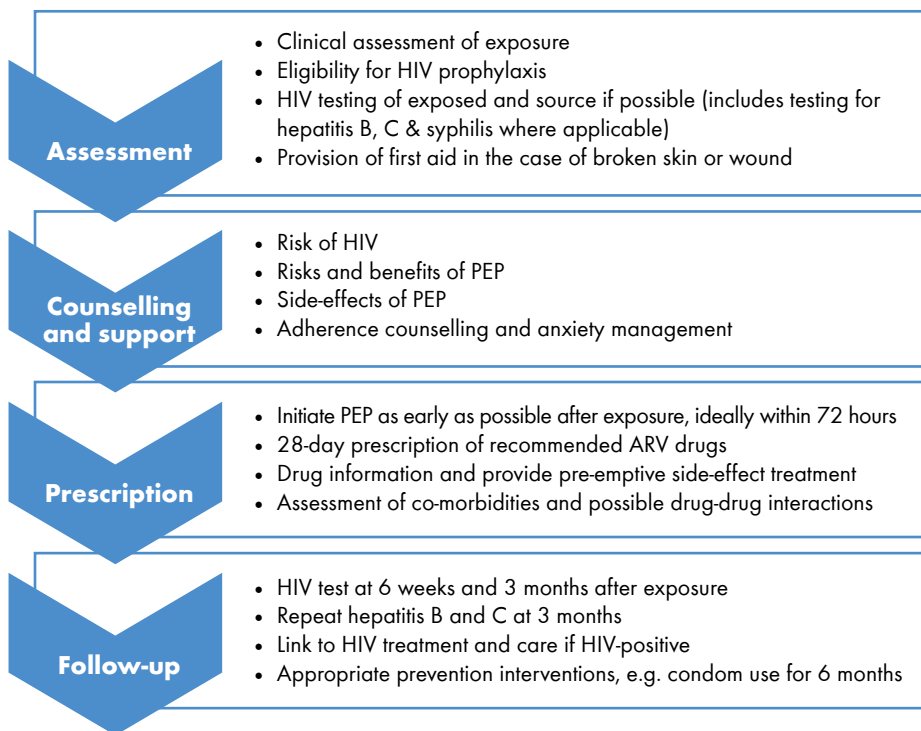 Assessment
• Clinical assessment of exposure
• Eligibility for HIV prophylaxis
• HIV testing of exposed and source if possible (includes testing for
hepatitis B, C & syphilis where applicable)
• Provision of first aid in the case of broken skin or wound
Counselling
and support
• Risk of HIV
• Risks and benefits of PEP
• Side-effects of PEP
• Adherence counselling and anxiety management
Prescription
• Initiate PEP as early as possible after exposure, ideally within 72 hours
• 28-day prescription of recommended ARV drugs
• Drug information and provide pre-emptive side-effect treatment
• Assessment of co-morbidities and possible drug-drug interactions
Follow-up
• HIV test at 6 weeks and 3 months after exposure
• Repeat hepatitis B and C at 3 months
• Link to HIV treatment and care if HIV-positive
• Appropriate prevention interventions, e.g. condom use for 6 months